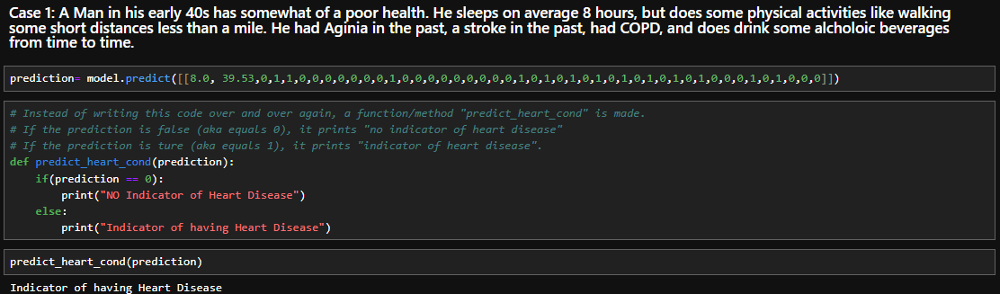 Case 1: A Man in his early 40s has somewhat of a poor health. He sleeps on average 8 hours, but does some physical activities like walking
some short distances less than a mile. He had Aginia in the past, a stroke in the past, had COPD, and does drink some alcholoic beverages
from time to time.
prediction= model.predict([[8.0, 39.53,0,1,1,0,0,0,0,0,0,0,1,0,0,0,0,0,0,0,0,0,1,0,1,0,1,0,1,0,1,0,1,0,1,0,1,0,0,0,1,0,1,0,0,0]])
# Instead of writing this code over and over again, a function/method "predict_heart_cond" is made.
# If the prediction is false (aka equals 0), it prints "no indicator of heart disease"
# If the prediction is ture (aka equals 1), it prints "indicator of heart disease".
def predict_heart_cond(prediction):
    if(prediction == 0):
        print("NO Indicator of Heart Disease")
    else:
        print("Indicator of having Heart Disease")
predict_heart_cond(prediction)
Indicator of having Heart Disease